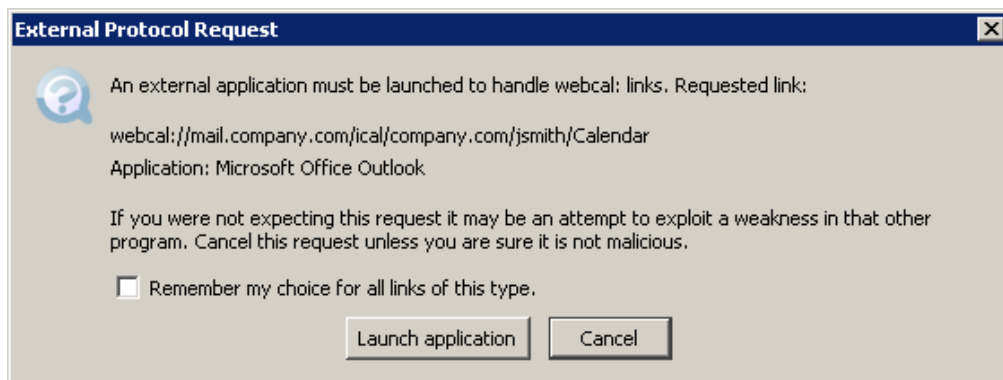 External Protocol Request
An external application must be launched to handle webcal: links. Requested link:
webcal://mail.company.com/ical/company.com/jsmith/Calendar
Application: Microsoft Office Outlook
If you were not expecting this request it may be an attempt to exploit a weakness in that other
program. Cancel this request unless you are sure it is not malicious.
Remember my choice for all links of this type.
Launch application
Cancel